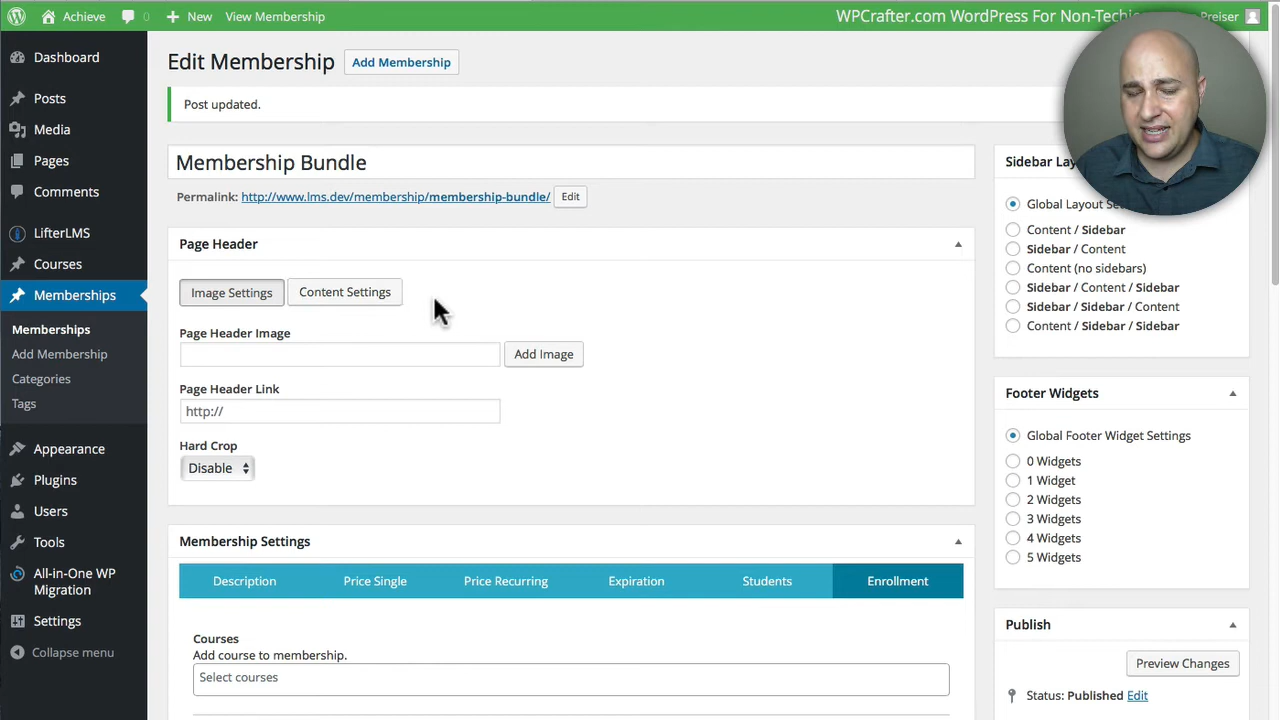 Achieve
0
New
View Membership
WPCrafter.com WordPress For Non-Techi
Preiser
Dashboard
Posts
Media
Pages
Comments
LifterLMS
Courses
Memberships
Memberships
Add Membership
Categories
Tags
Appearance
Plugins
Users
Tools
All-in-One WP
Migration
Settings
Collapse menu
Edit Membership
Add Membership
Post updated.
Membership Bundle
Permalink: http://www.lms.dev/membership/membership-bundle/ Edit
Page Header
Image Settings
Content Settings
Page Header Image
Add Image
Page Header Link
http://
Hard Crop
Disable
Membership Settings
Description
Price Single
Price Recurring
Expiration
Students
Enrollment
Courses
Add course to membership.
Select courses
Sidebar Lay
Global Layout Se
Content / Sidebar
Sidebar / Content
Content (no sidebars)
Sidebar / Content / Sidebar
Sidebar / Sidebar / Content
Content / Sidebar / Sidebar
Footer Widgets
Global Footer Widget Settings
0 Widgets
1 Widget
2 Widgets
3 Widgets
4 Widgets
5 Widgets
Publish
Preview Changes
Status: Published Edit